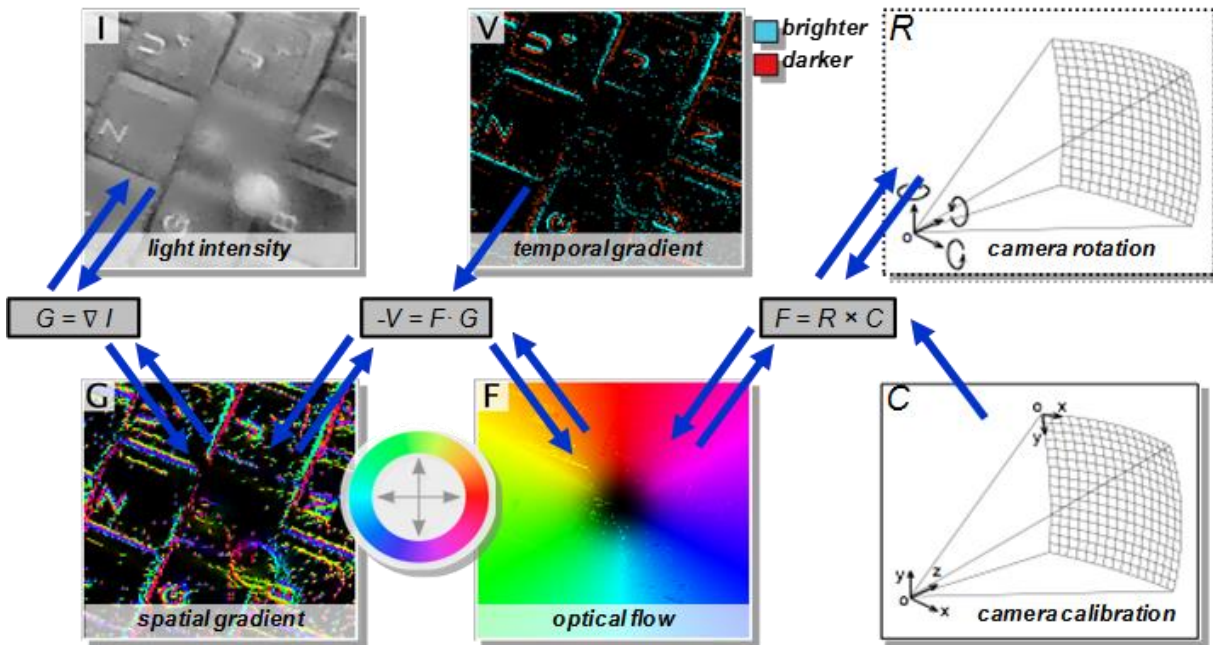 I
V
brighter
darker
R
U
J
Z
N
G
B
light intensity
U
J
Z
N
G
temporal gradient
o
camera rotation
G = ∇ I
-V = F · G
F = R × C
G
N
G
spatial gradient
F
optical flow
C
o
x
y
y
z
o
x
camera calibration